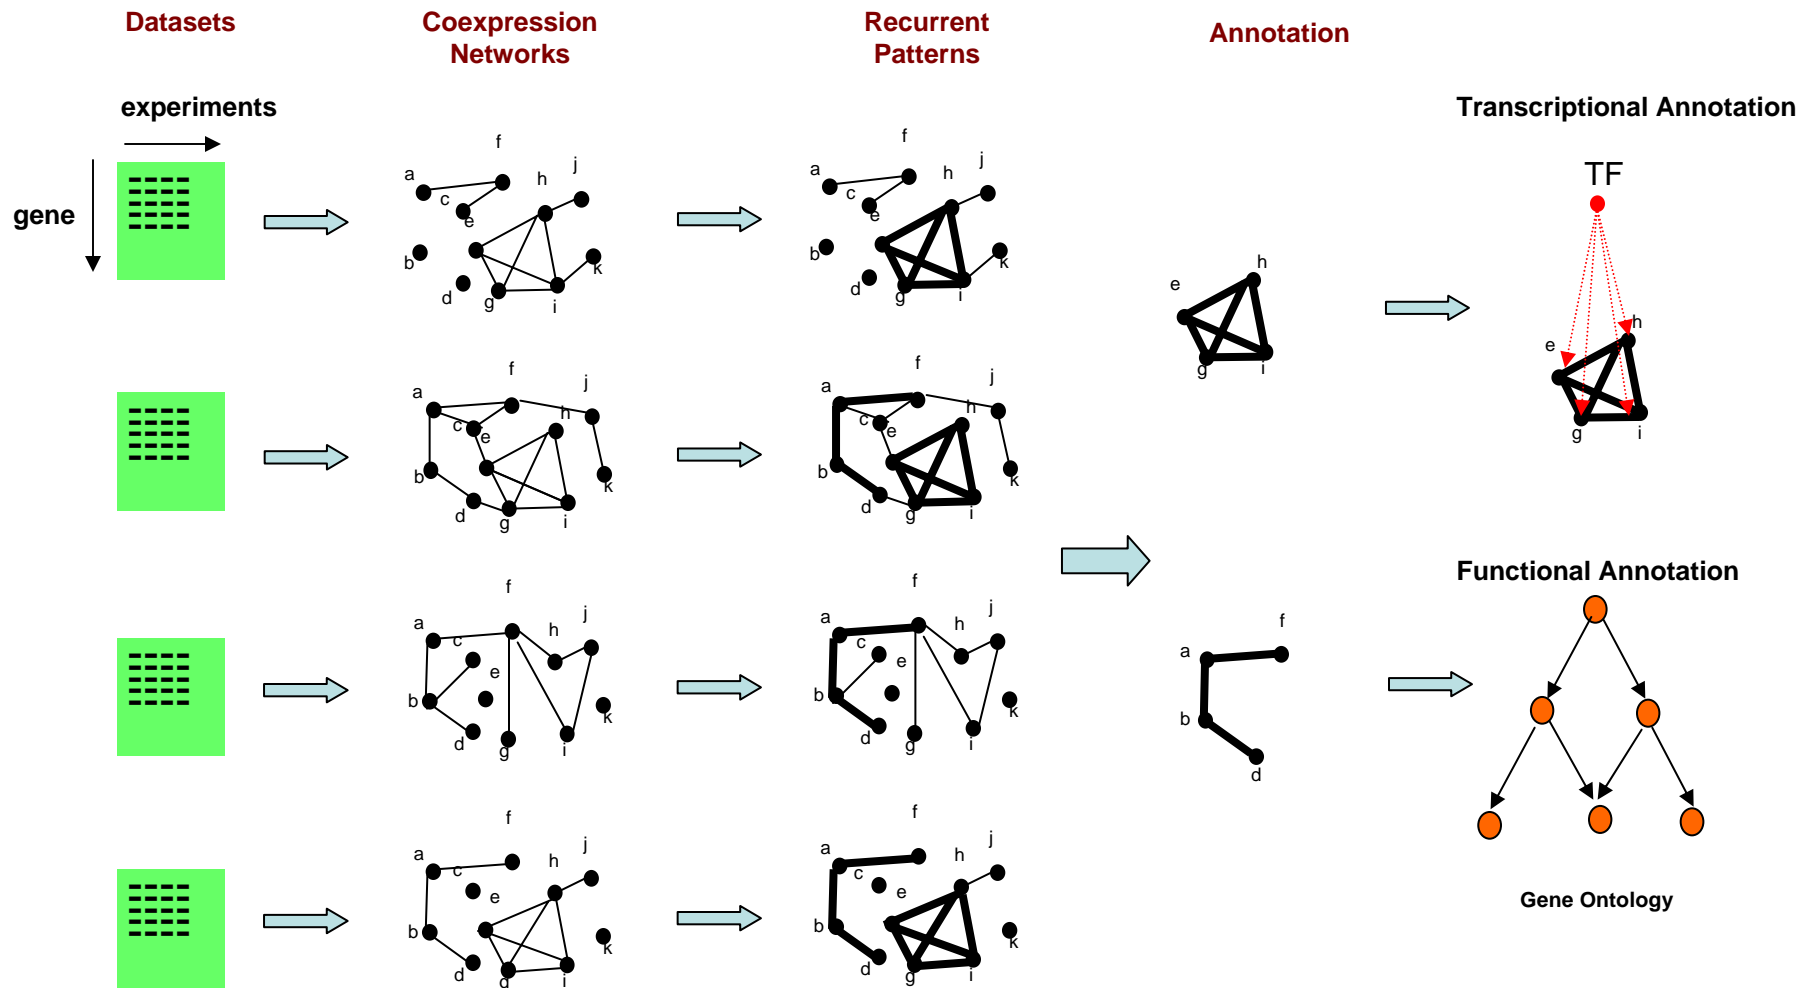 Datasets
Coexpression
Networks
Recurrent
Patterns
Annotation
experiments
gene
Transcriptional Annotation
TF
f
a
c
e
h
j
b
d
g
i
k
f
a
c
e
h
j
b
d
g
i
k
e
h
g
i
e
h
g
i
a
f
c
e
h
j
b
d
g
i
k
a
f
c
e
h
j
b
d
g
i
k
Functional Annotation
f
a
c
e
h
j
b
d
g
i
k
f
a
c
e
h
j
b
d
g
i
k
f
a
b
d
f
a
c
e
h
j
b
d
g
i
k
f
a
c
e
h
j
b
d
g
i
k
Gene Ontology